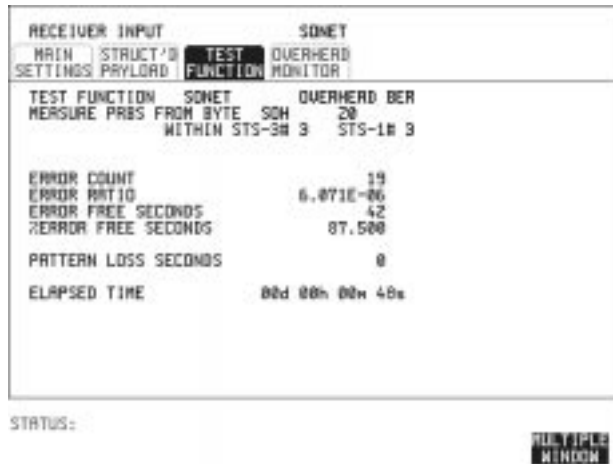 RECEIVER INPUT SONET
MAIN SETTINGS STRUCT'D PAYLOAD TEST FUNCTION OVERHEAD MONITOR
TEST FUNCTION SONET OVERHEAD BER
MEASURE PRBS FROM BYTE SOH 20
WITHIN STS-3# 3 STS-1# 3
ERROR COUNT 19
ERROR RATIO 6.071E-06
ERROR FREE SECONDS 42
%ERROR FREE SECONDS 87.500
PATTERN LOSS SECONDS 0
ELAPSED TIME 00d 00h 00m 48s
STATUS:
MULTIPLE
WINDOW